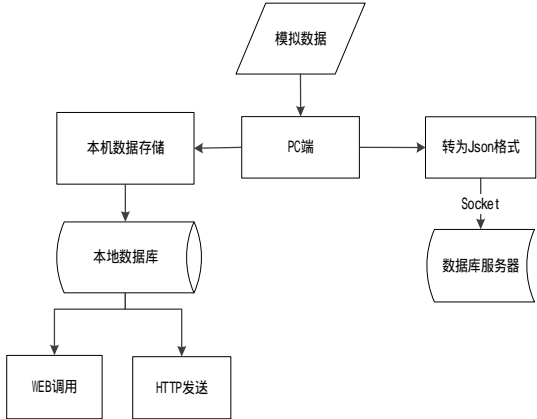 模拟数据
本机数据存储
PC端
转为Json格式
Socket
本地数据库
数据库服务器
WEB调用
HTTP发送